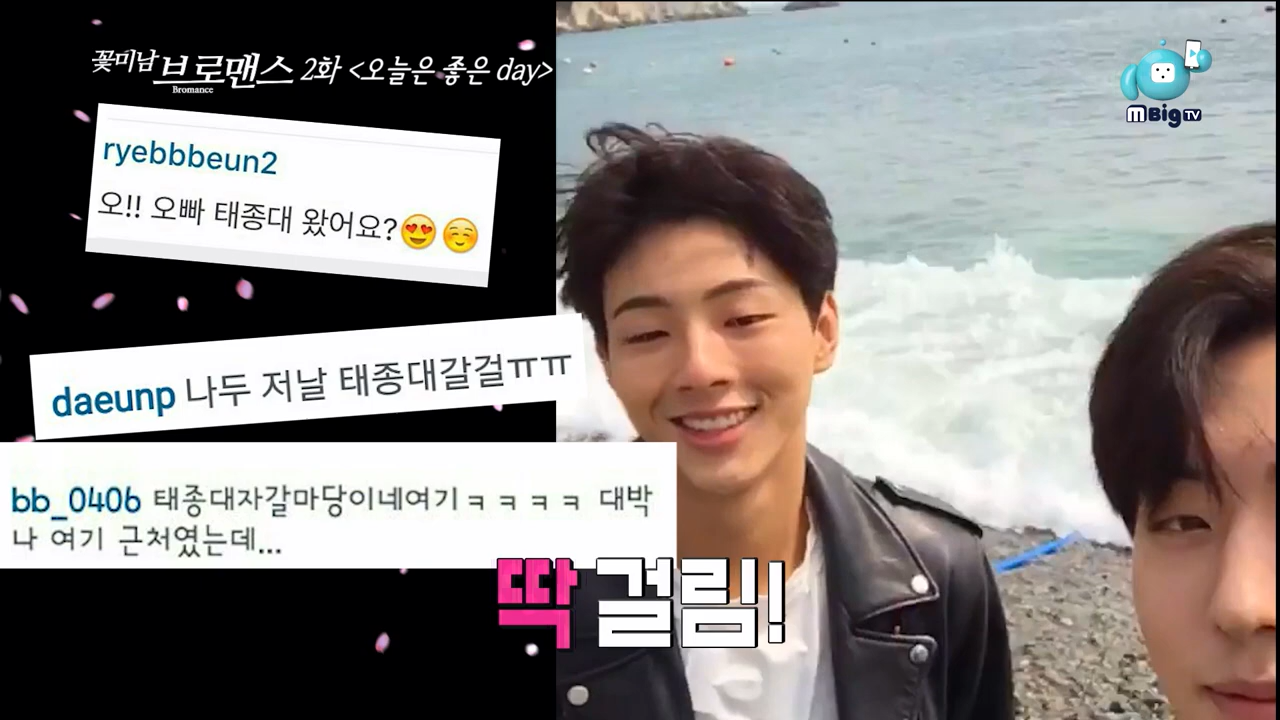 꽃미남 브로맨스 2화 <오늘은 좋은 day>
Bromance
MBig TV
ryebbbeun2
오!! 오빠 태종대 왔어요?😍☺️
daeunp 나두 저날 태종대갈걸ㅠㅠ
bb_0406 태종대자갈마당이네여기ㅋㅋㅋㅋ 대박
나 여기 근처였는데...
딱 걸림!